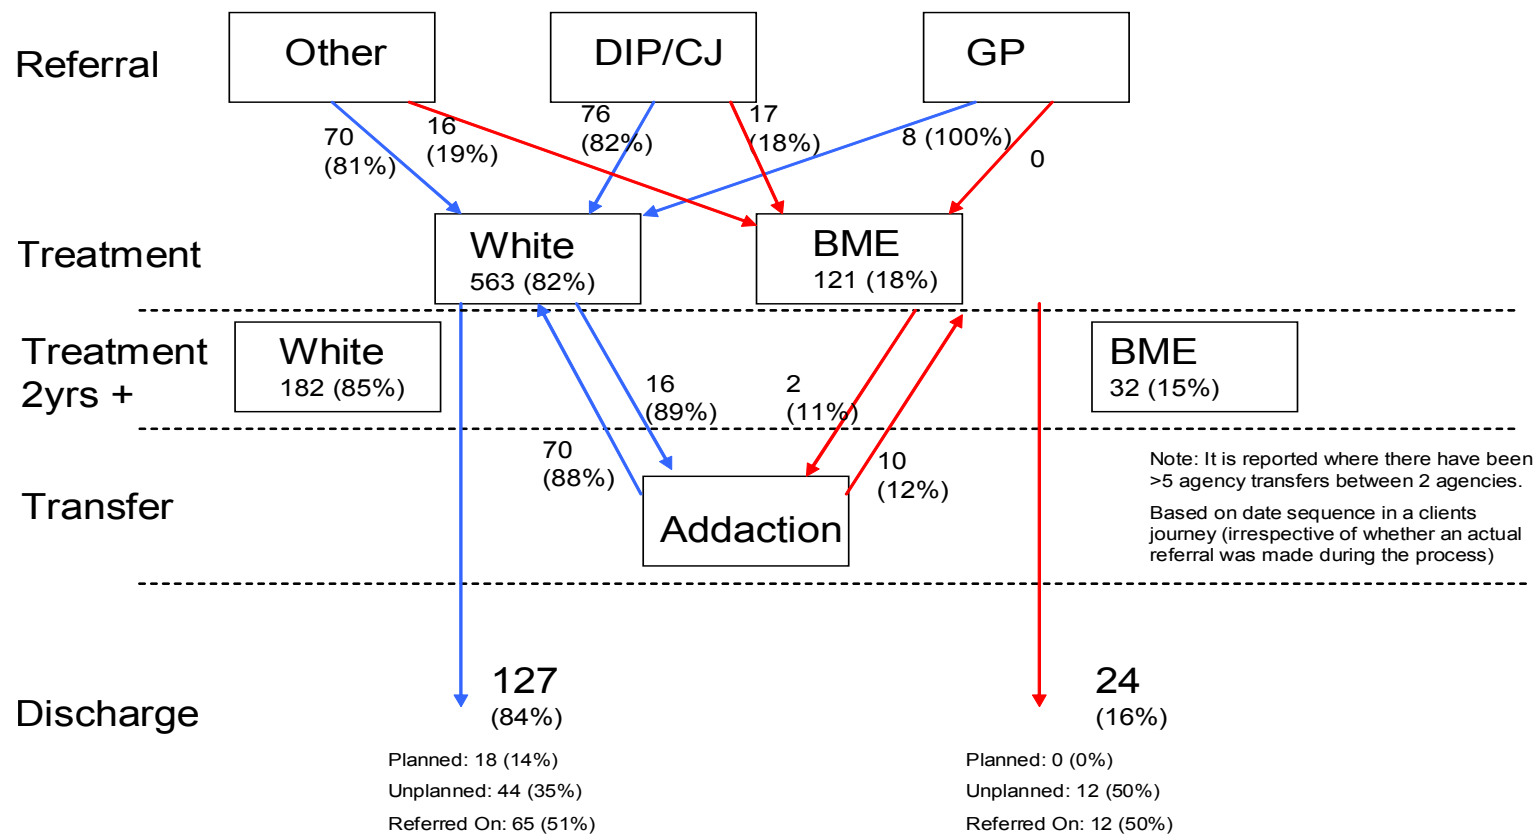 Referral
Other
DIP/CJ
GP
70
(81%)
16
(19%)
76
(82%)
17
(18%)
8 (100%)
0
Treatment
White
563 (82%)
BME
121 (18%)
Treatment
2yrs +
White
182 (85%)
16
(89%)
2
(11%)
BME
32 (15%)
Transfer
70
(88%)
10
(12%)
Addaction
Note: It is reported where there have been
>5 agency transfers between 2 agencies.
Based on date sequence in a clients
journey (irrespective of whether an actual
referral was made during the process)
Discharge
127
(84%)
Planned: 18 (14%)
Unplanned: 44 (35%)
Referred On: 65 (51%)
24
(16%)
Planned: 0 (0%)
Unplanned: 12 (50%)
Referred On: 12 (50%)